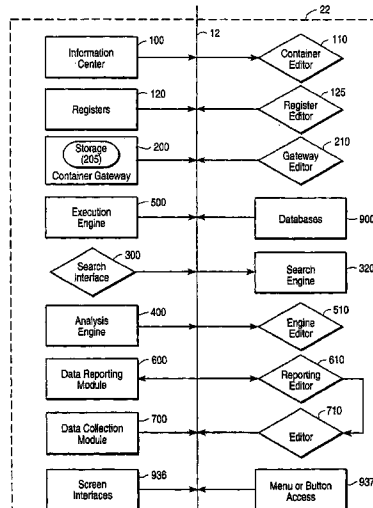 22
12
Information
Center
100
Container
Editor
110
Registers
120
Register
Editor
125
Storage
(205)
Container Gateway
200
Gateway
Editor
210
Execution
Engine
500
Databases
900
Search
Interface
300
Search
Engine
320
Analysis
Engine
400
Engine
Editor
510
Data Reporting
Module
600
Reporting
Editor
610
Data Collection
Module
700
Editor
710
Screen
Interfaces
936
Menu or Button
Access
937